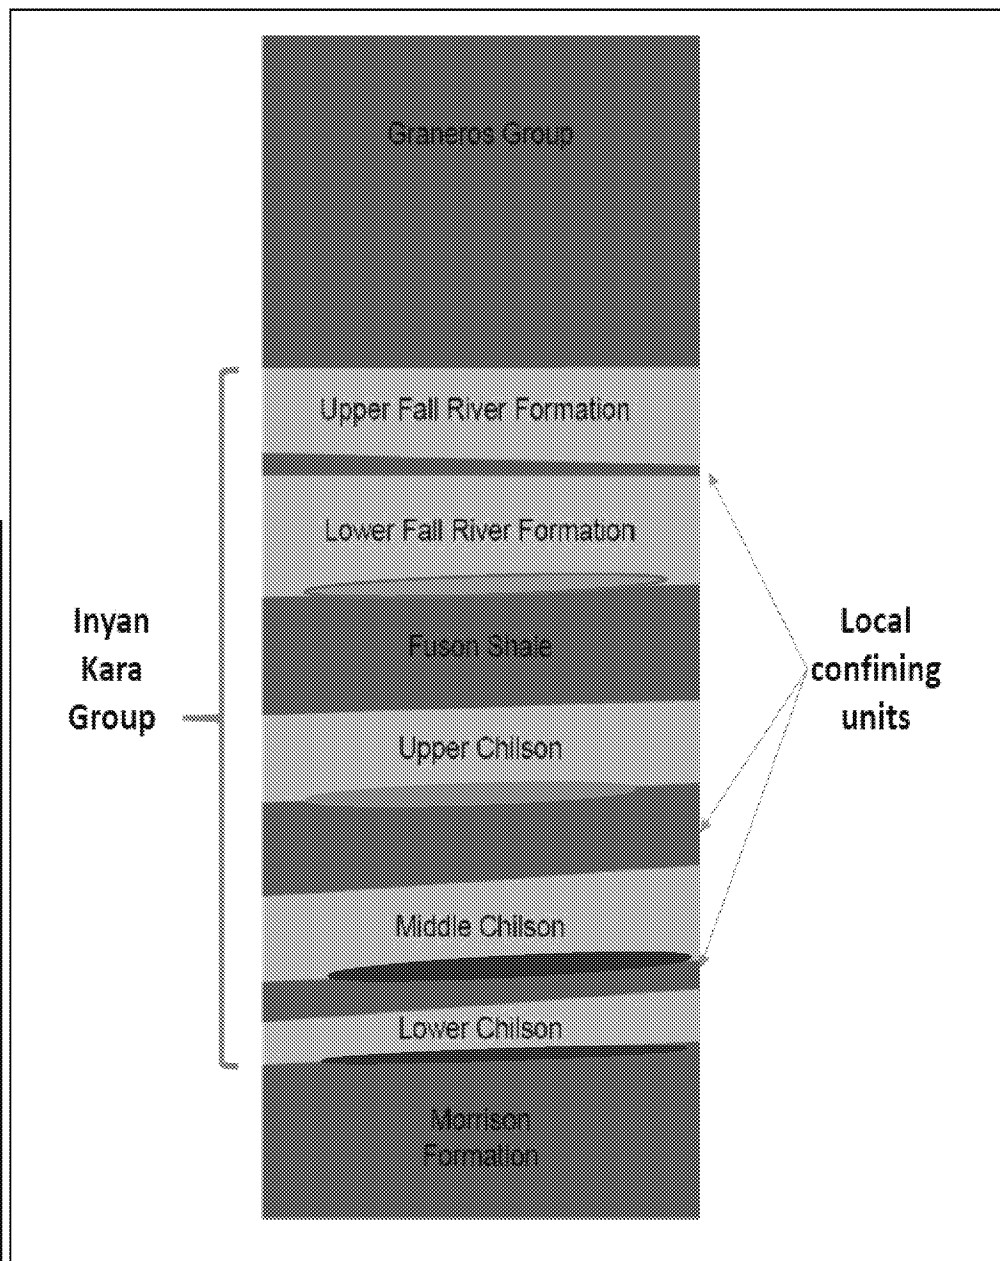 Graneros Group
Upper Fall River Formation
Lower Fall River Formation
Inyan
Kara
Group
Fuson Shale
Local
confining
units
Upper Chilson
Middle Chilson
Lower Chilson
Morrison
Formation